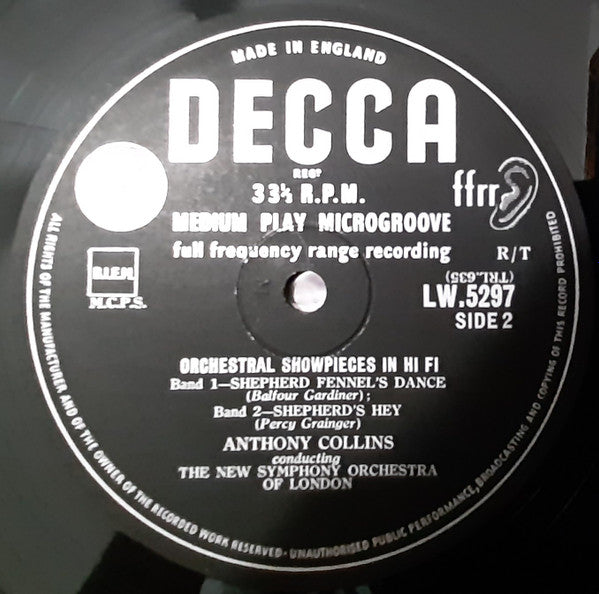 MADE IN ENGLAND
DECCA
REGD
33⅓ R.P.M.
ffrr
MEDIUM PLAY MICROGROOVE
full frequency range recording
R/T
B.I.E.M.
M.C.P.S.
(TRL.635)
LW.5297
SIDE 2
ORCHESTRAL SHOWPIECES IN HI FI
Band 1—SHEPHERD FENNEL'S DANCE
(Balfour Gardiner);
Band 2—SHEPHERD'S HEY
(Percy Grainger)
ANTHONY COLLINS
conducting
THE NEW SYMPHONY ORCHESTRA
OF LONDON
ALL RIGHTS OF THE MANUFACTURER AND OF THE OWNER OF THE RECORDED WORK RESERVED · UNAUTHORISED PUBLIC PERFORMANCE, BROADCASTING AND COPYING OF THIS RECORD PROHIBITED